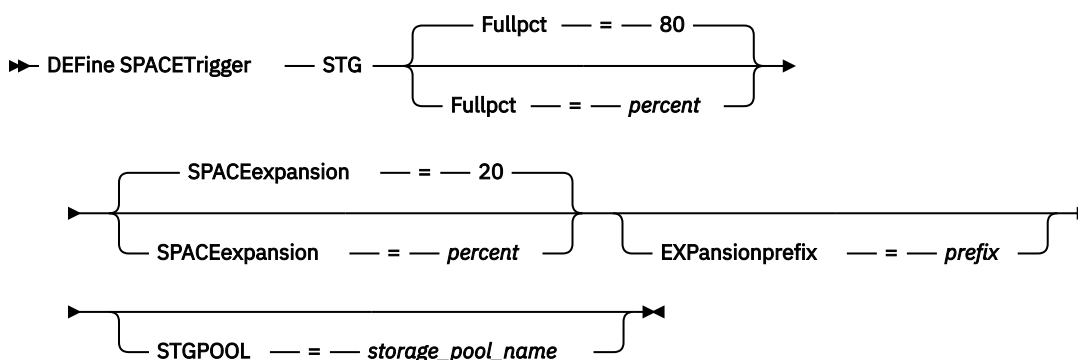 Fullpct = 80
DEFine SPACETrigger STG
Fullpct = percent
SPACEexpansion = 20
SPACEexpansion = percent EXPansionprefix = prefix
STGPOOL = storage_pool_name